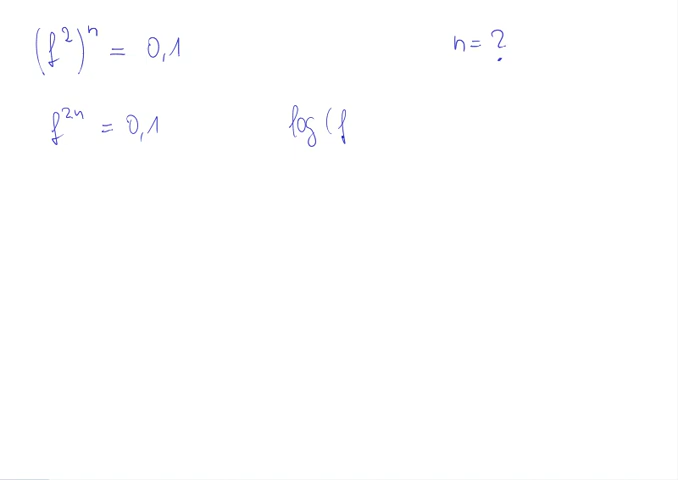 (f²)ⁿ = 0,1 n = ?
f²ⁿ = 0,1 log(f